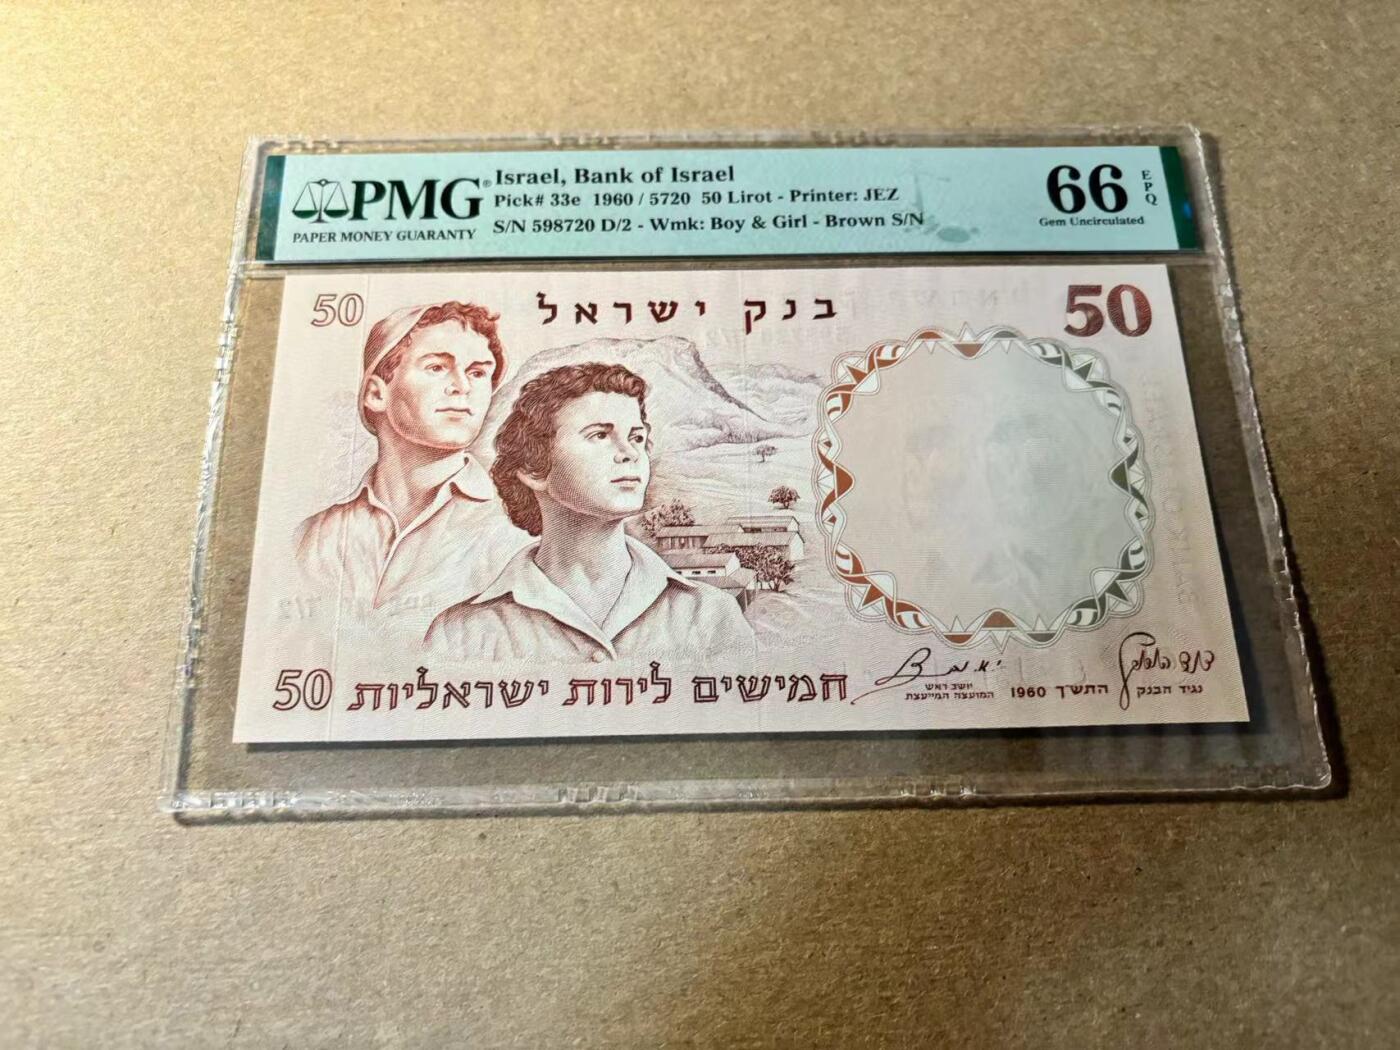 PMG®
PAPER MONEY GUARANTY
Israel, Bank of Israel
Pick# 33e 1960 / 5720 50 Lirot - Printer: JEZ
S/N 598720 D/2 - Wmk: Boy & Girl - Brown S/N
66 EPQ
Gem Uncirculated
50 בנק ישראל 50
50 חמישים לירות ישראליות
יושב ראש
המועצה המייעצת
התש"ך 1960
נגיד הבנק